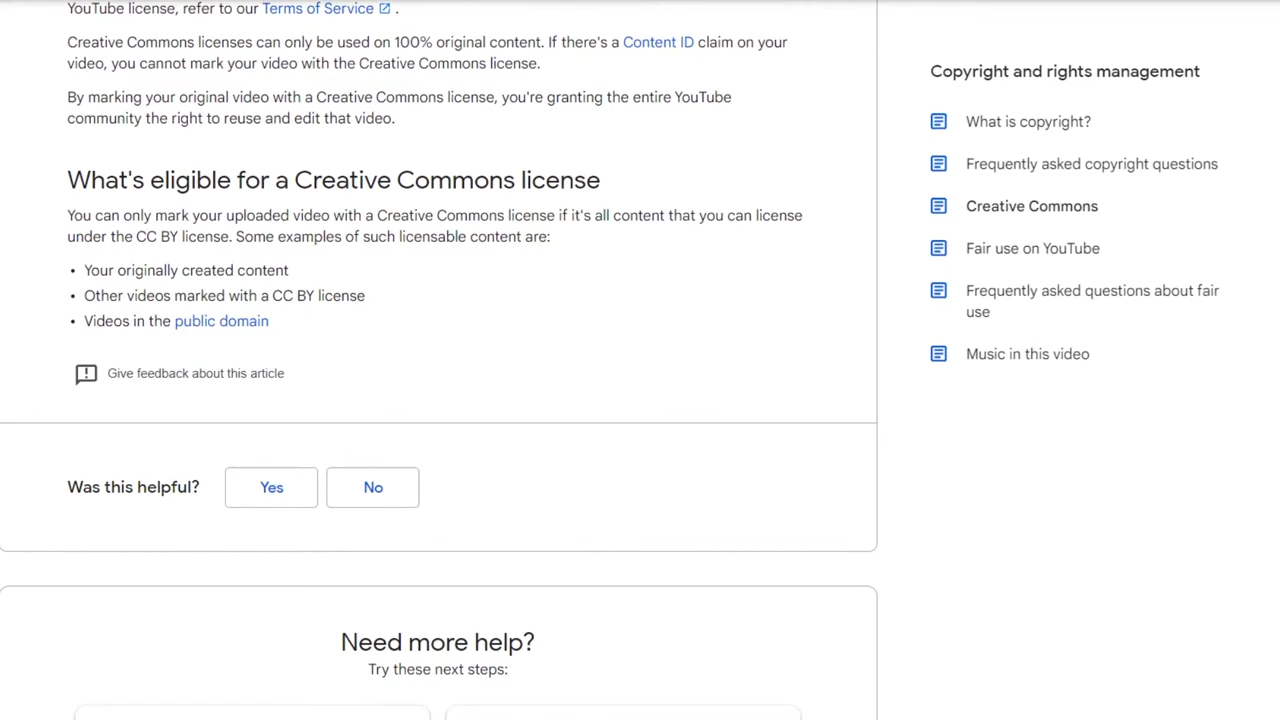 YouTube license, refer to our Terms of Service .
Creative Commons licenses can only be used on 100% original content. If there's a Content ID claim on your
video, you cannot mark your video with the Creative Commons license.
By marking your original video with a Creative Commons license, you're granting the entire YouTube
community the right to reuse and edit that video.
What's eligible for a Creative Commons license
You can only mark your uploaded video with a Creative Commons license if it's all content that you can license
under the CC BY license. Some examples of such licensable content are:
• Your originally created content
• Other videos marked with a CC BY license
• Videos in the public domain
Give feedback about this article
Was this helpful?
Yes
No
Need more help?
Try these next steps:
Copyright and rights management
What is copyright?
Frequently asked copyright questions
Creative Commons
Fair use on YouTube
Frequently asked questions about fair
use
Music in this video